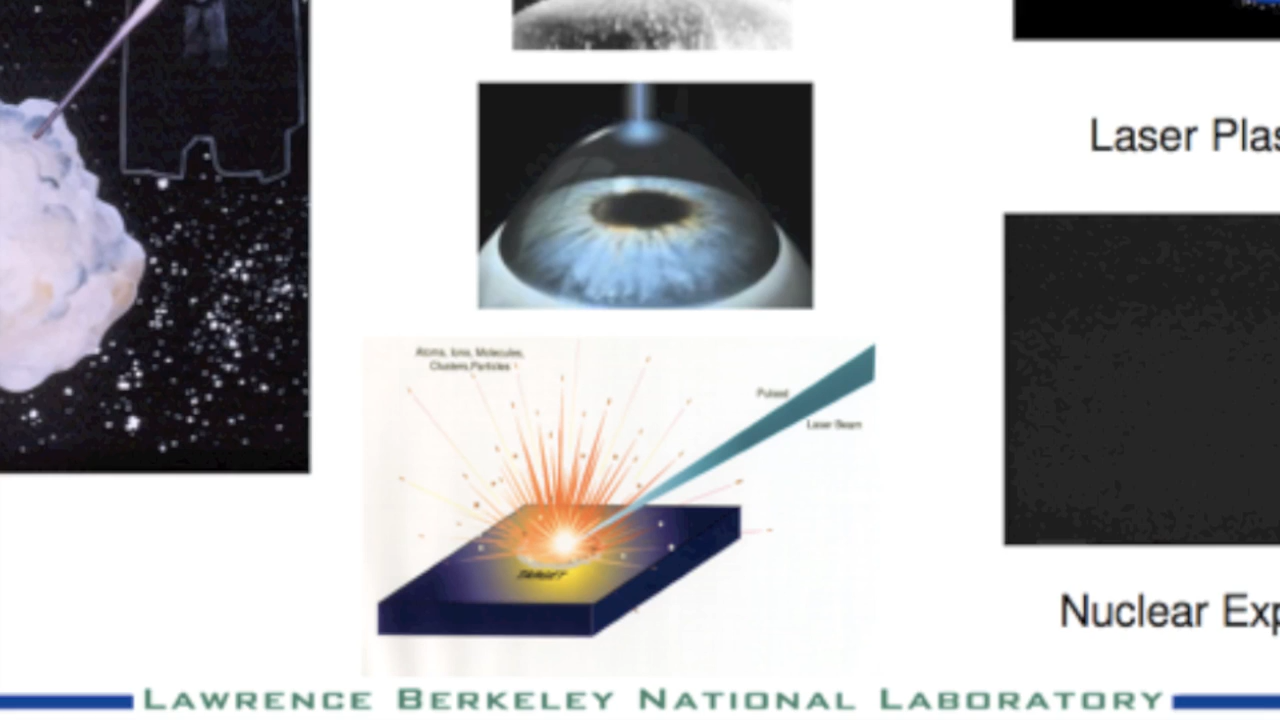 Laser Plas
Atoms, Ions, Molecules,
Clusters, Particles
Pulsed
Laser Beam
TARGET
Nuclear Exp
LAWRENCE BERKELEY NATIONAL LABORATORY